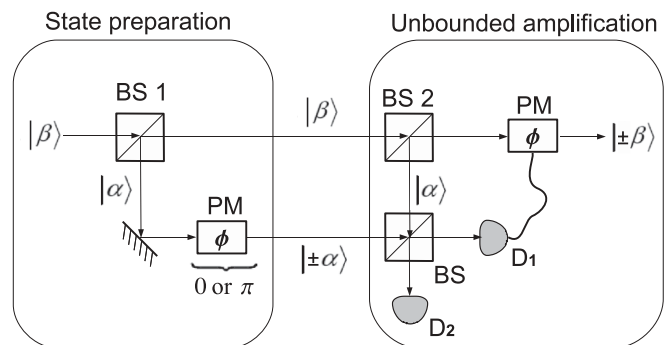 State preparation
Unbounded amplification
BS 1
BS 2
PM
|β⟩
|β⟩
ϕ
|±β⟩
|α⟩
|α⟩
PM
ϕ
|±α⟩
BS
D1
0 or π
D2